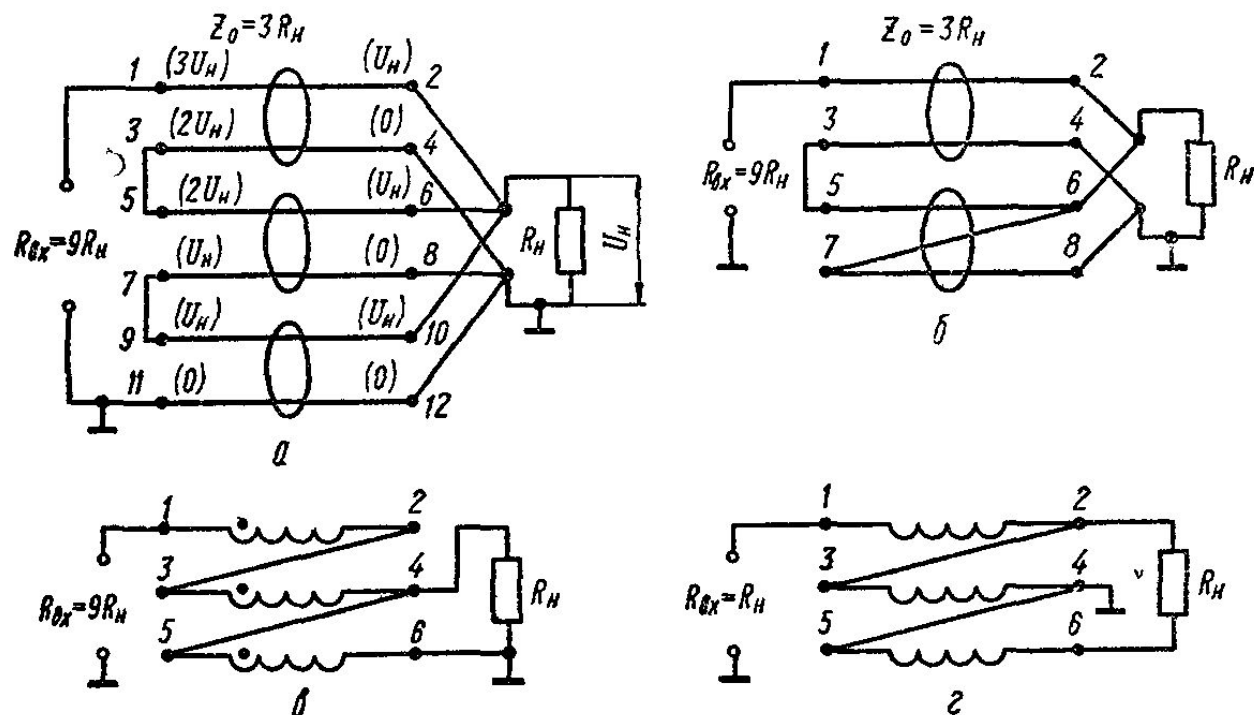 Z₀=3Rн
1 (3Uн) (Uн) 2
3 (2Uн) (0) 4
5 (2Uн) (Uн) 6
Rвх=9Rн
Rн
Uн
7 (Uн) (0) 8
9 (Uн) (Uн) 10
11 (0) (0) 12
а
Z₀=3Rн
1 2
3 4
Rвх=9Rн
Rн
5 6
7 8
б
1 2
3 4
Rвх=9Rн
Rн
5 6
в
1 2
3 4
Rвх=Rн
Rн
5 6
г